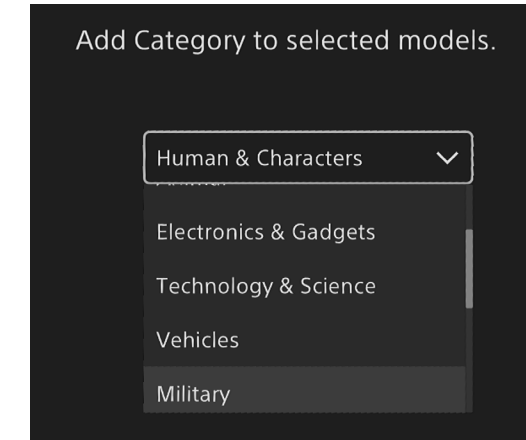 Add Category to selected models.
Human & Characters
Electronics & Gadgets
Technology & Science
Vehicles
Military